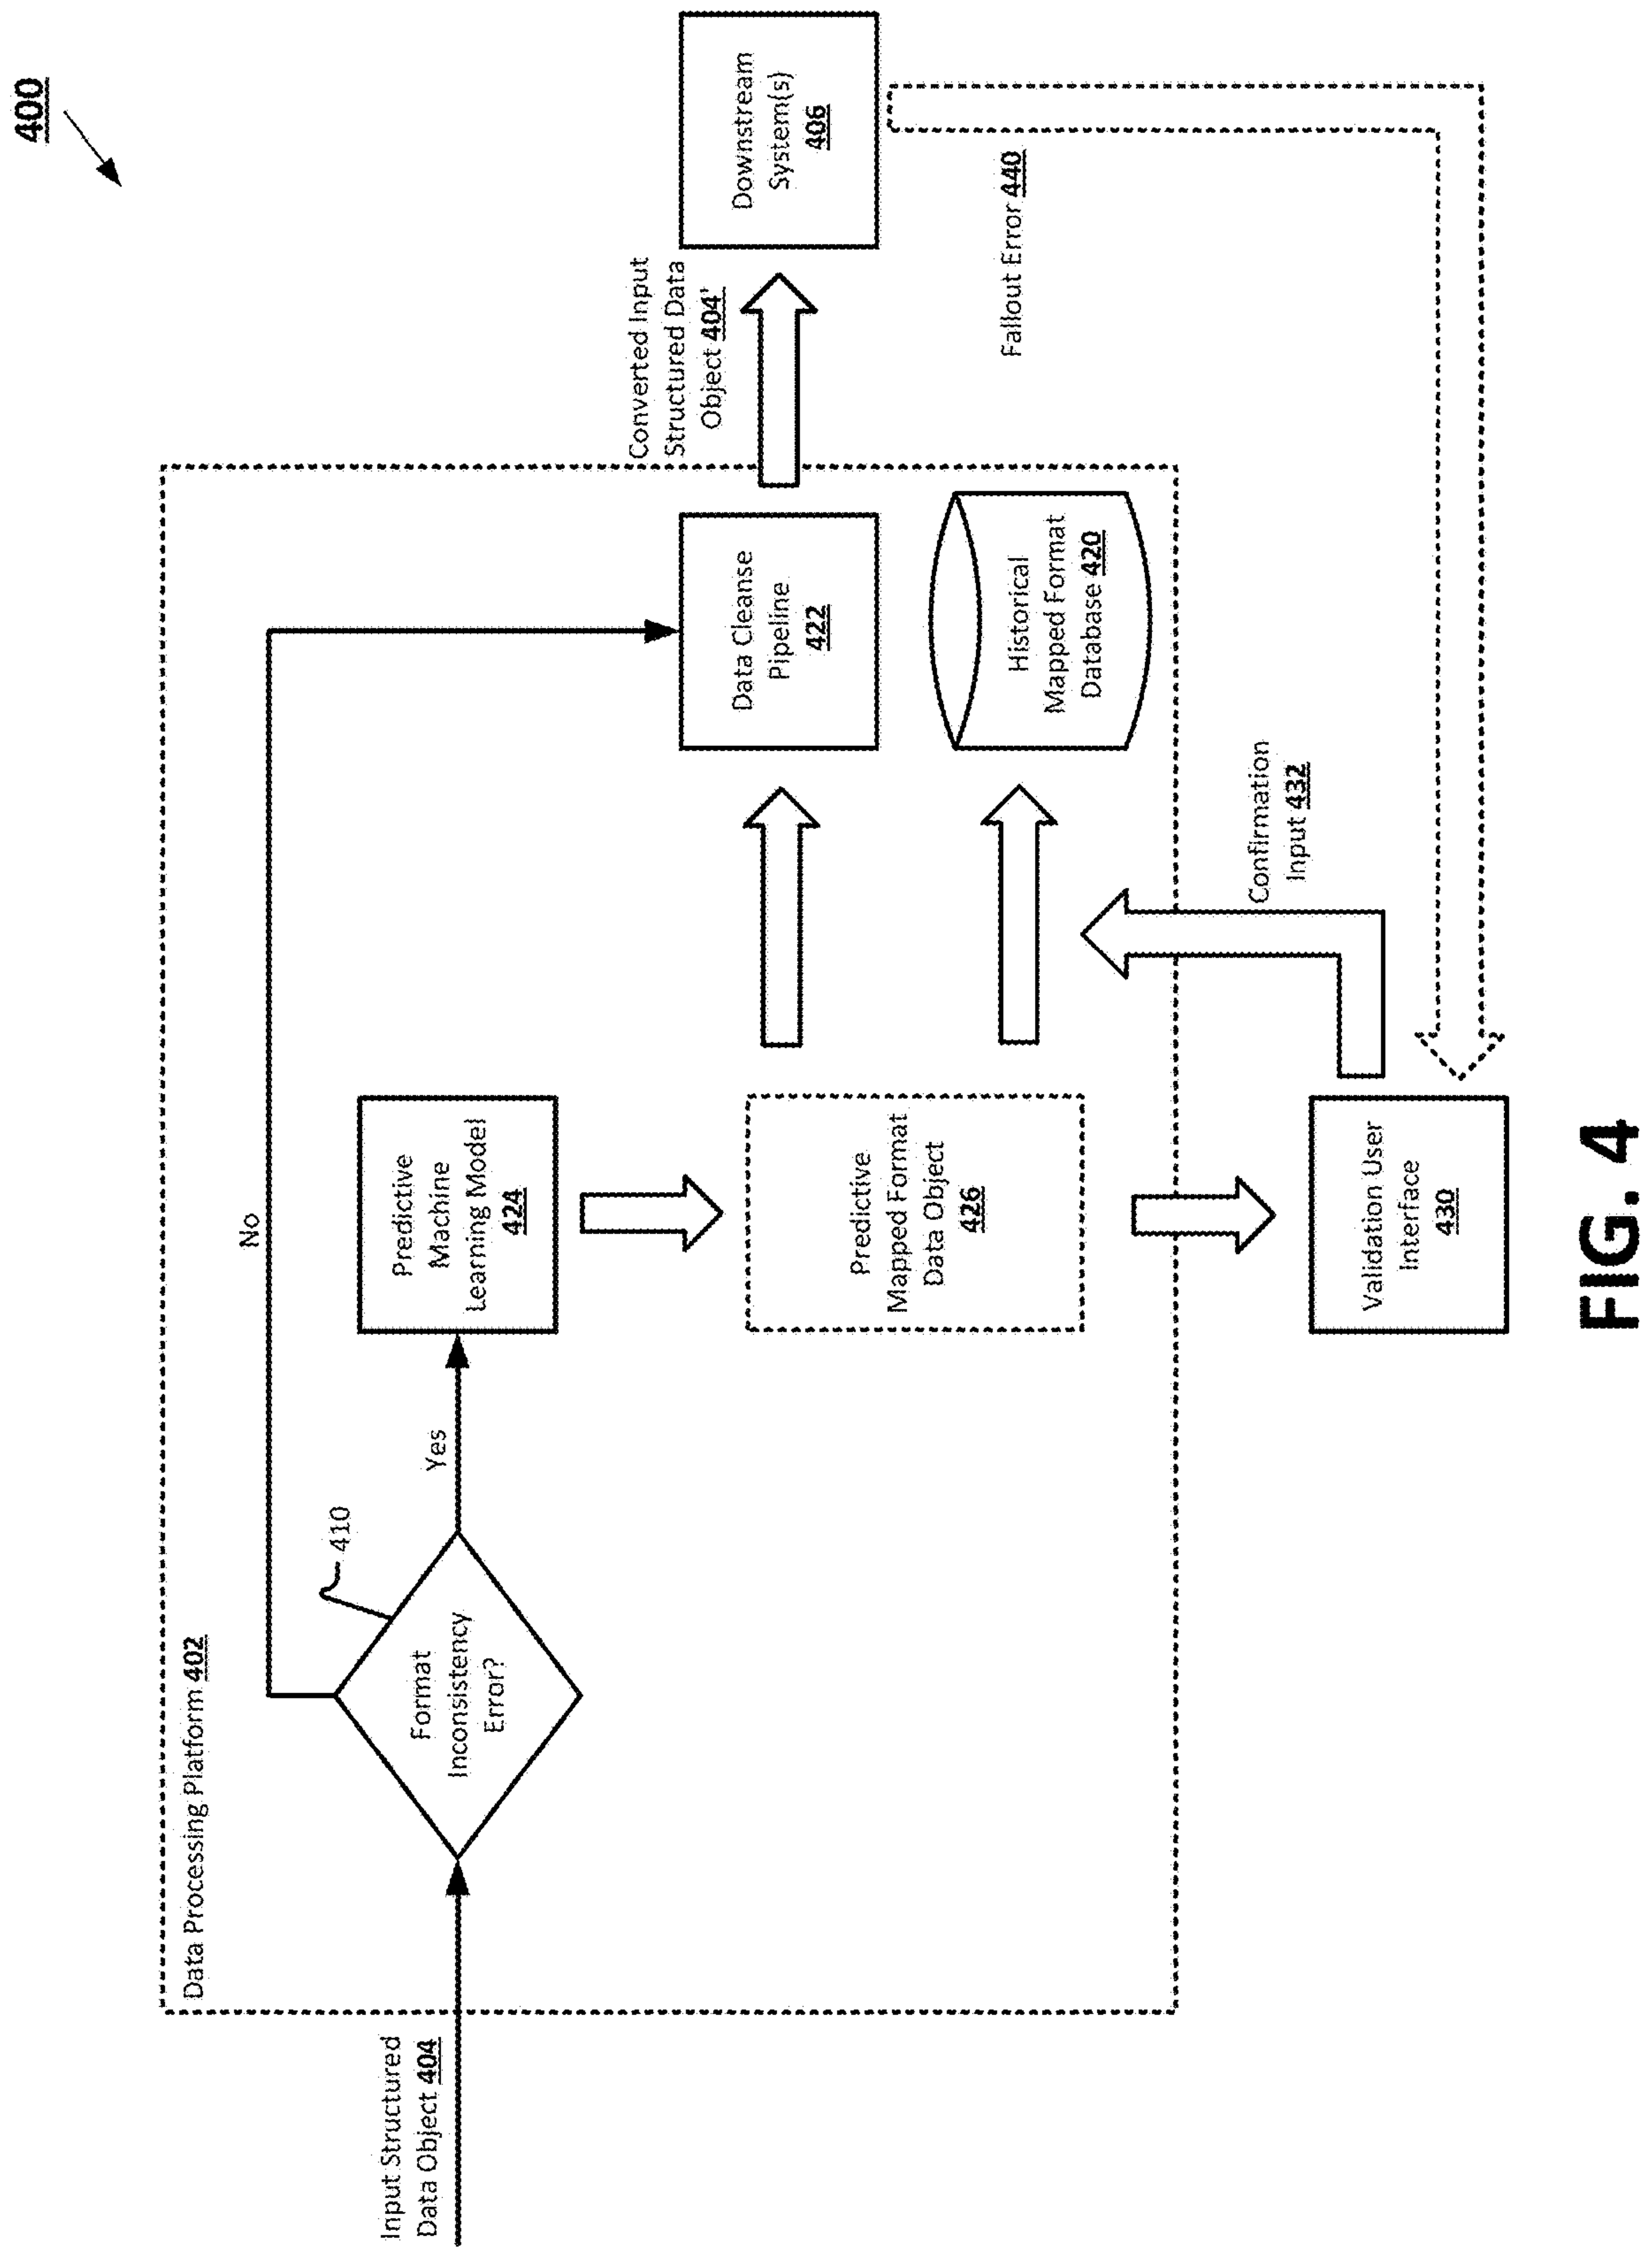 400
Data Processing Platform 402
Input Structured
Data Object 404
Format
Inconsistency
Error?
410
Yes
No
Predictive
Machine
Learning Model
424
Predictive
Mapped Format
Data Object
426
Data Cleanse
Pipeline
422
Historical
Mapped Format
Database 420
Converted Input
Structured Data
Object 404'
Downstream
System(s)
406
Fallout Error 440
Confirmation
Input 432
Validation User
Interface
430
FIG. 4